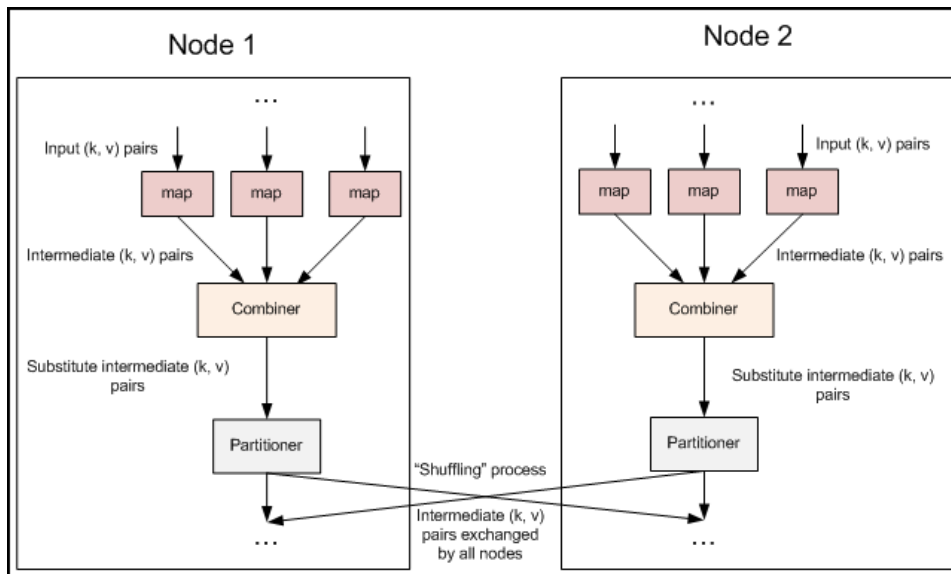 Node 1
Node 2
...
...
Input (k, v) pairs
Input (k, v) pairs
map
map
map
map
map
map
Intermediate (k, v) pairs
Intermediate (k, v) pairs
Combiner
Combiner
Substitute intermediate (k, v)
pairs
Substitute intermediate (k, v)
pairs
Partitioner
Partitioner
“Shuffling” process
Intermediate (k, v)
pairs exchanged
by all nodes
...
...